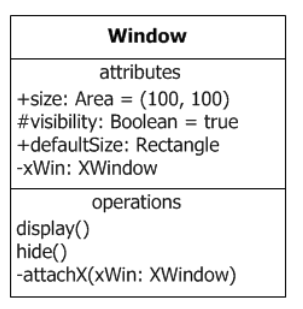 Window
attributes
+size: Area = (100, 100)
#visibility: Boolean = true
+defaultSize: Rectangle
-xWin: XWindow
operations
display()
hide()
-attachX(xWin: XWindow)